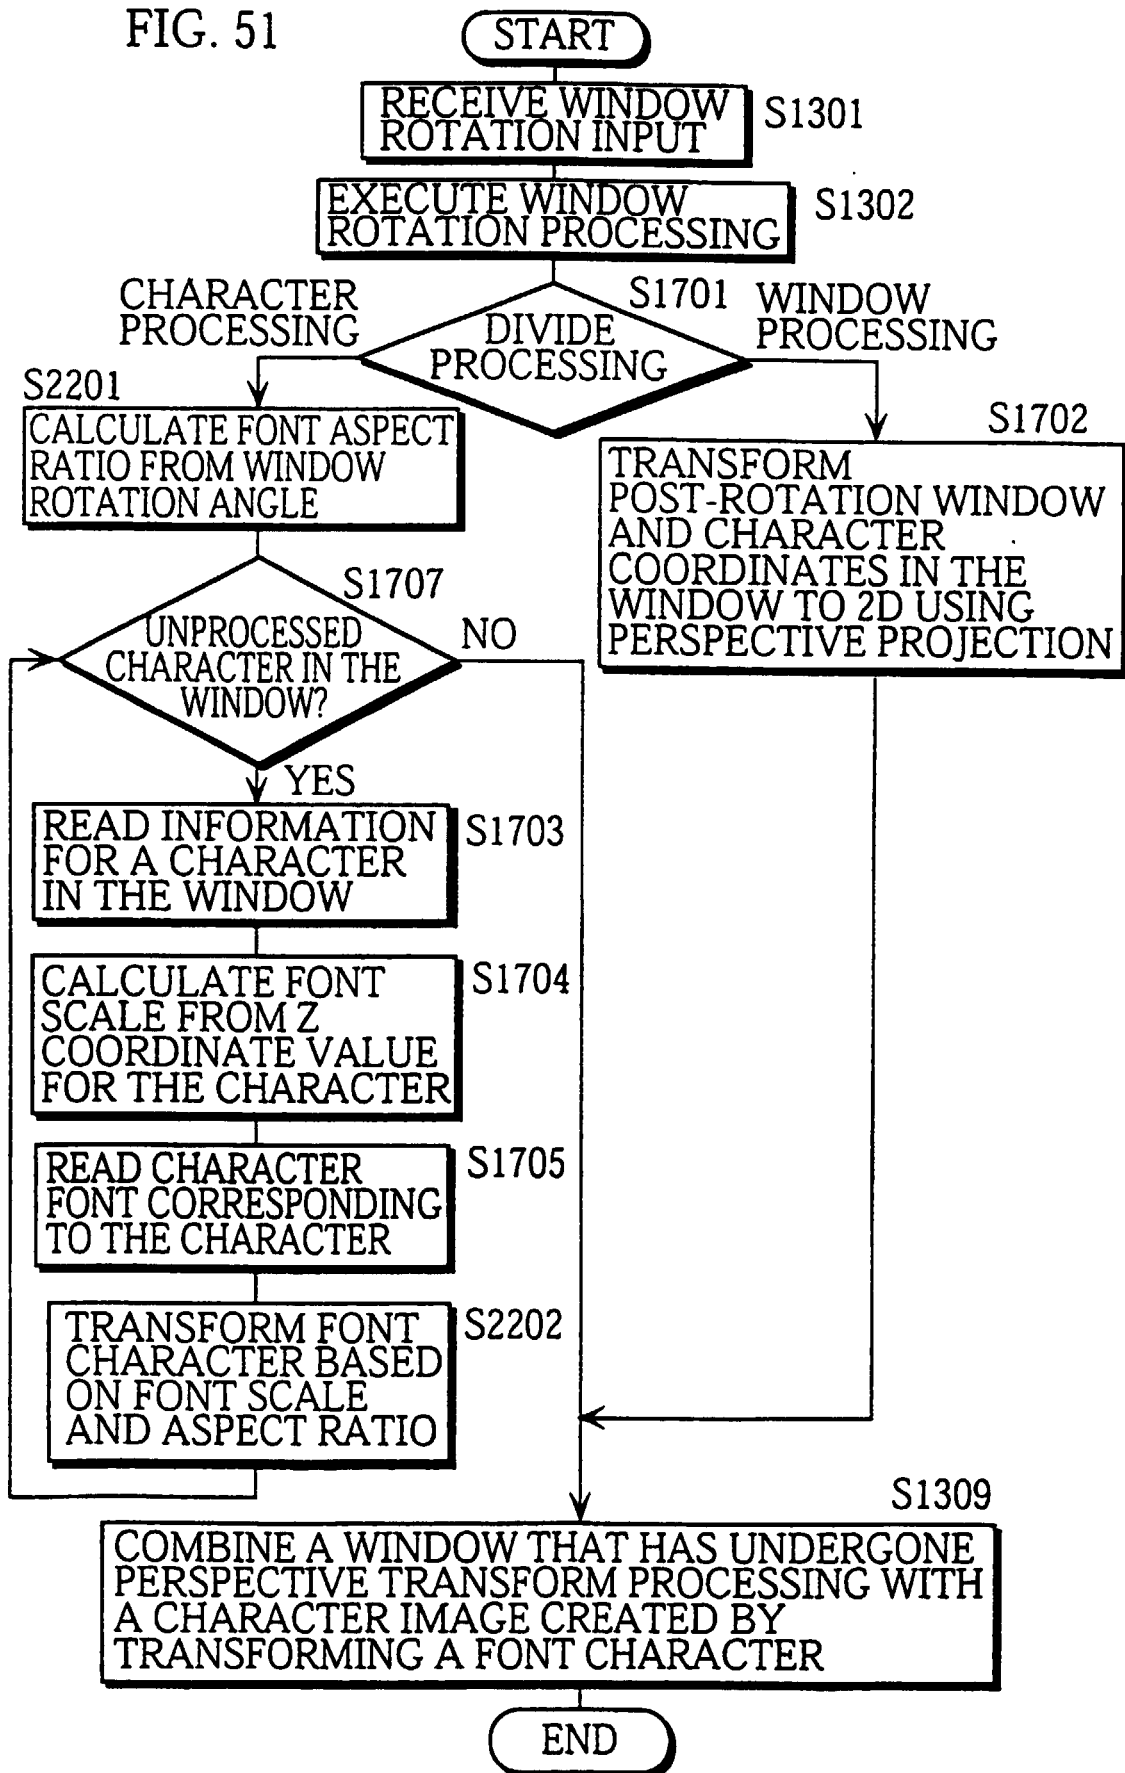 FIG. 51
START
RECEIVE WINDOW
ROTATION INPUT
S1301
EXECUTE WINDOW
ROTATION PROCESSING
S1302
S1701
DIVIDE
PROCESSING
CHARACTER
PROCESSING
WINDOW
PROCESSING
S2201
CALCULATE FONT ASPECT
RATIO FROM WINDOW
ROTATION ANGLE
S1702
TRANSFORM
POST-ROTATION WINDOW
AND CHARACTER
COORDINATES IN THE
WINDOW TO 2D USING
PERSPECTIVE PROJECTION
S1707
UNPROCESSED
CHARACTER IN THE
WINDOW?
NO
YES
READ INFORMATION
FOR A CHARACTER
IN THE WINDOW
S1703
CALCULATE FONT
SCALE FROM Z
COORDINATE VALUE
FOR THE CHARACTER
S1704
READ CHARACTER
FONT CORRESPONDING
TO THE CHARACTER
S1705
TRANSFORM FONT
CHARACTER BASED
ON FONT SCALE
AND ASPECT RATIO
S2202
S1309
COMBINE A WINDOW THAT HAS UNDERGONE
PERSPECTIVE TRANSFORM PROCESSING WITH
A CHARACTER IMAGE CREATED BY
TRANSFORMING A FONT CHARACTER
END